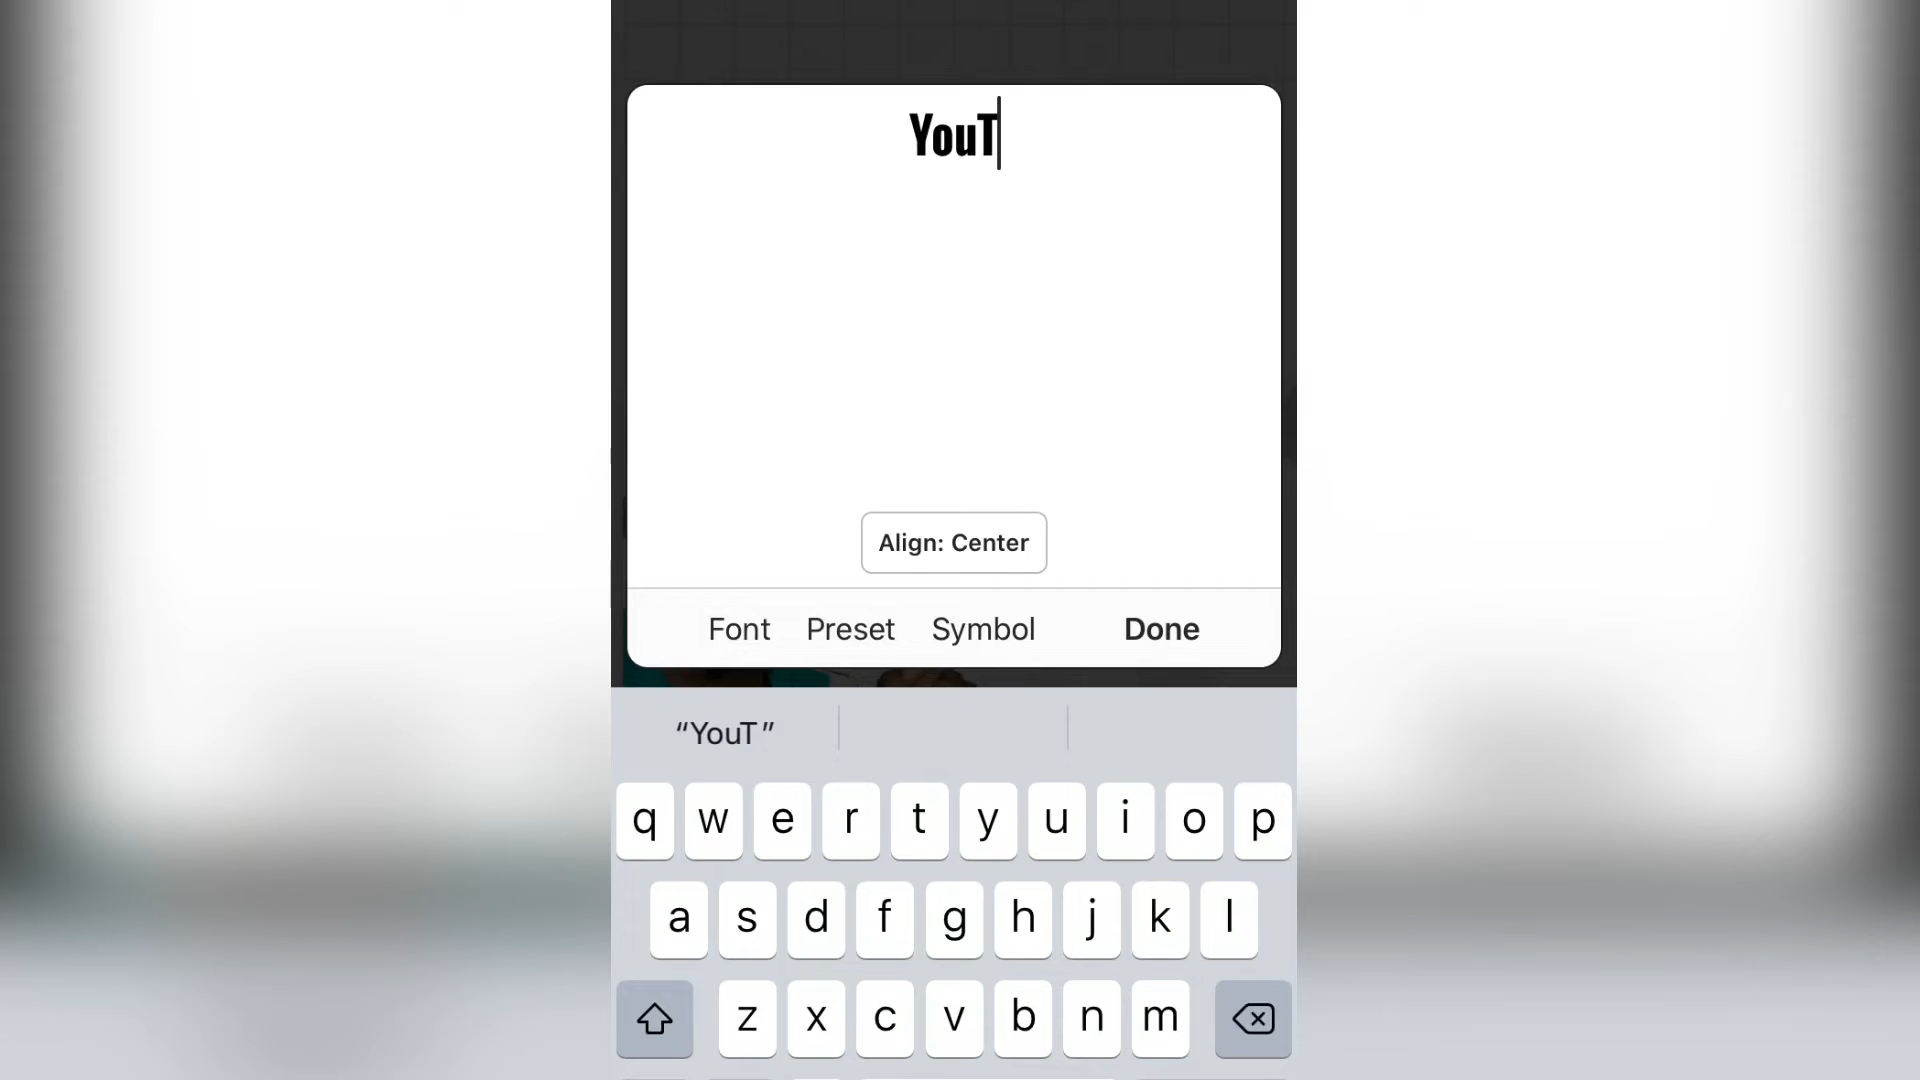 YouT
Align: Center
Font Preset Symbol Done
“YouT”
q w e r t y u i o p
a s d f g h j k l
z x c v b n m